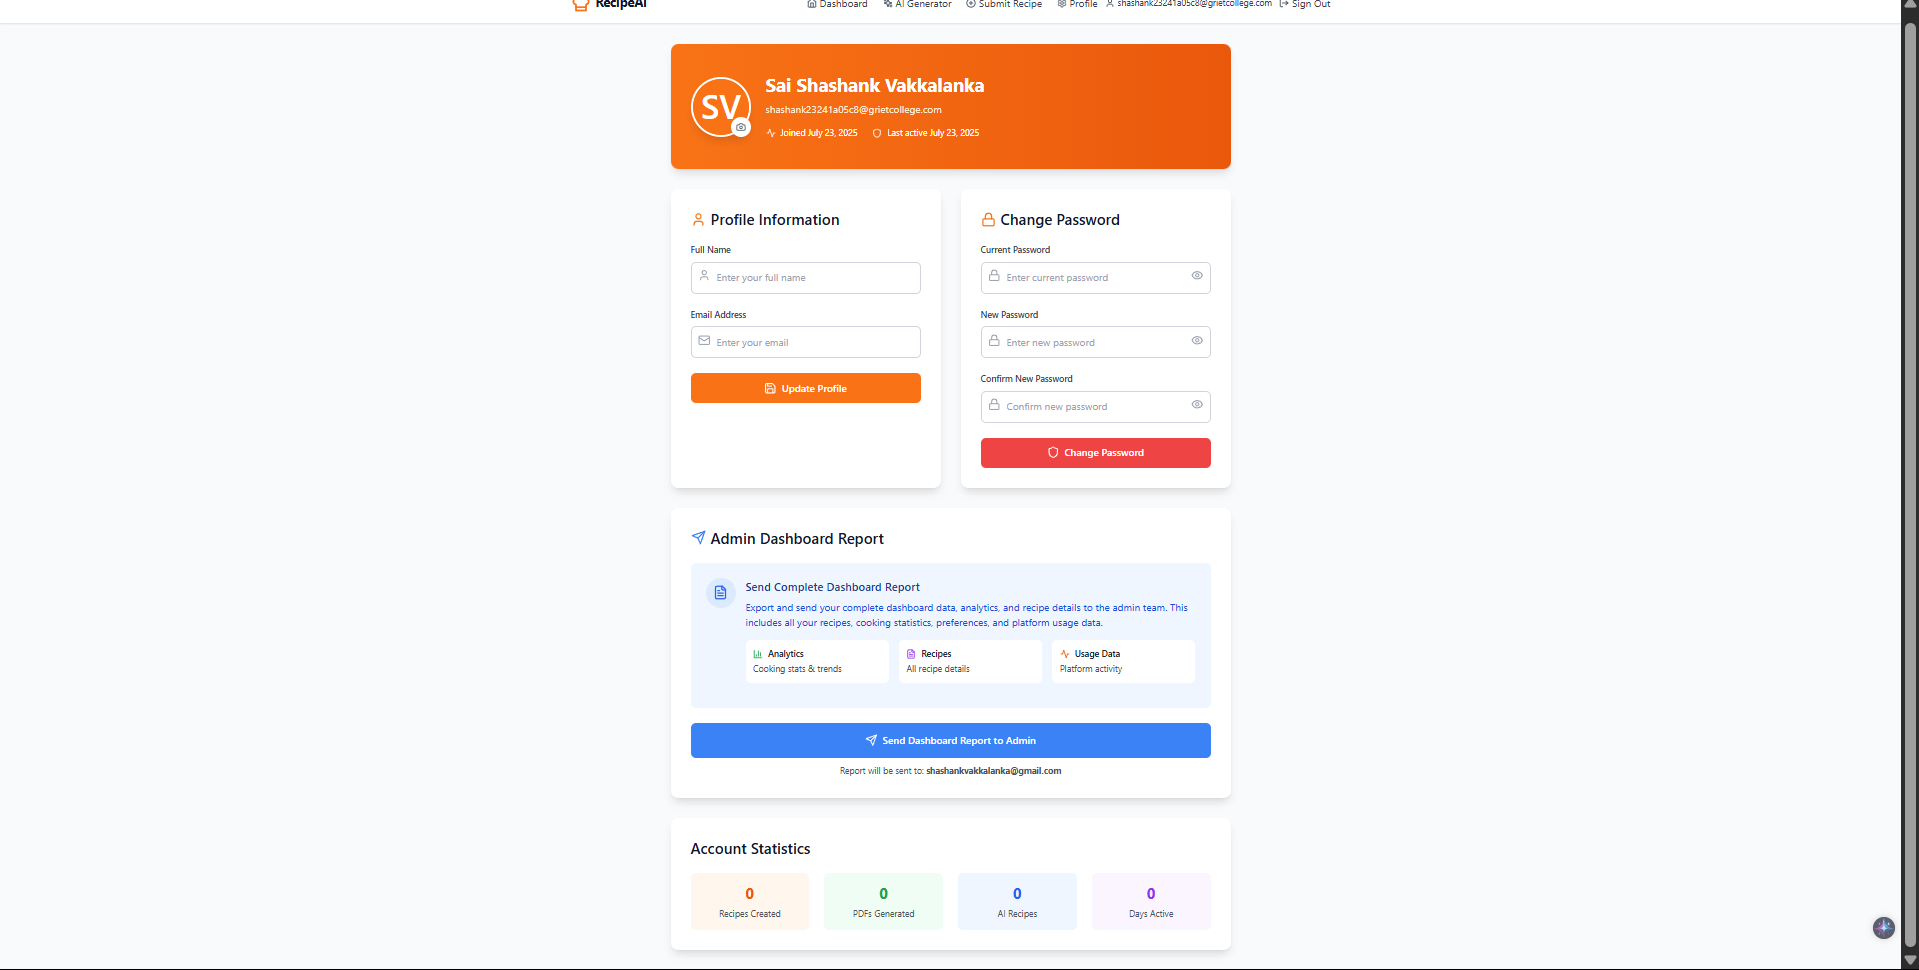 RecipeAI
Dashboard AI Generator Submit Recipe Profile shashank23241a05c8@grietcollege.com Sign Out
SV
Sai Shashank Vakkalanka
shashank23241a05c8@grietcollege.com
Joined July 23, 2025 Last active July 23, 2025
Profile Information
Full Name
Enter your full name
Email Address
Enter your email
Update Profile
Change Password
Current Password
Enter current password
New Password
Enter new password
Confirm New Password
Confirm new password
Change Password
Admin Dashboard Report
Send Complete Dashboard Report
Export and send your complete dashboard data, analytics, and recipe details to the admin team. This
includes all your recipes, cooking statistics, preferences, and platform usage data.
Analytics
Cooking stats & trends
Recipes
All recipe details
Usage Data
Platform activity
Send Dashboard Report to Admin
Report will be sent to: shashankvakkalanka@gmail.com
Account Statistics
0
Recipes Created
0
PDFs Generated
0
AI Recipes
0
Days Active